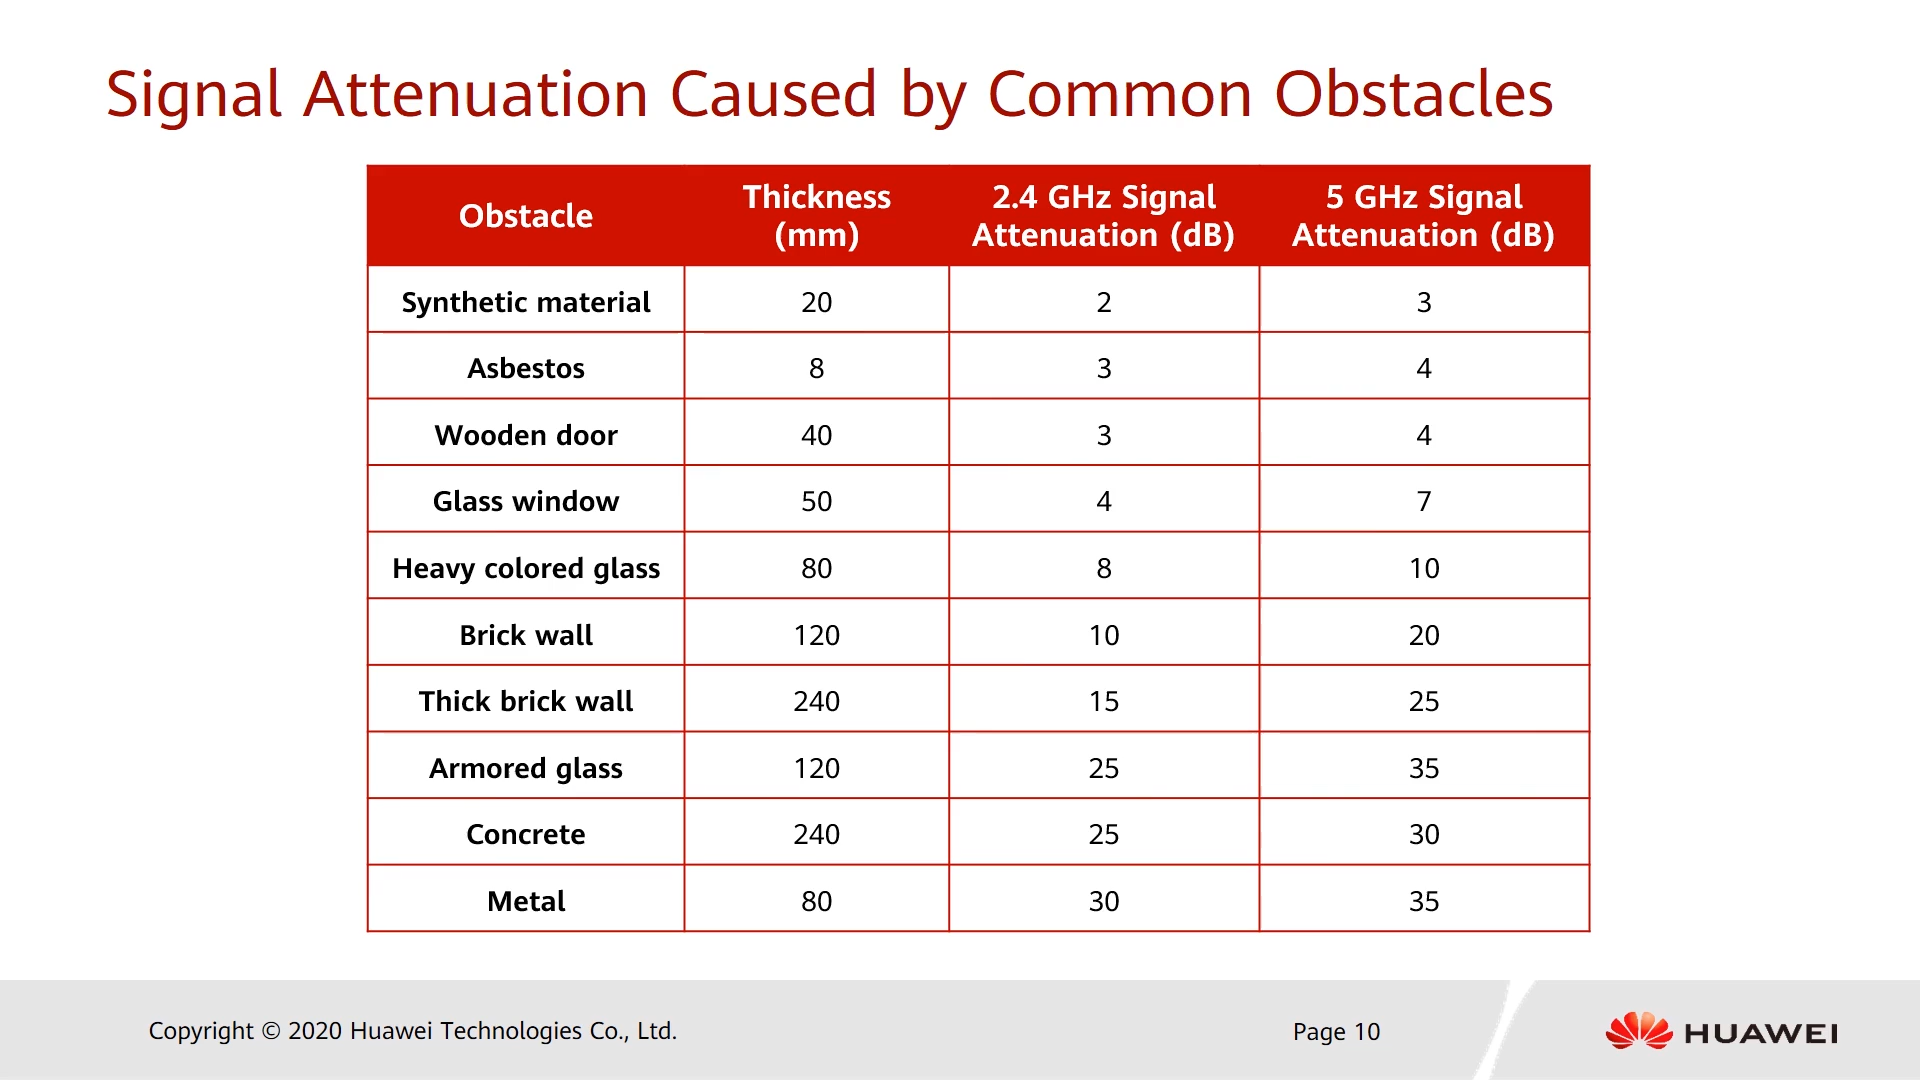 Signal Attenuation Caused by Common Obstacles
Obstacle Thickness (mm) 2.4 GHz Signal Attenuation (dB) 5 GHz Signal Attenuation (dB)
Synthetic material 20 2 3
Asbestos 8 3 4
Wooden door 40 3 4
Glass window 50 4 7
Heavy colored glass 80 8 10
Brick wall 120 10 20
Thick brick wall 240 15 25
Armored glass 120 25 35
Concrete 240 25 30
Metal 80 30 35
Copyright © 2020 Huawei Technologies Co., Ltd. Page 10 HUAWEI